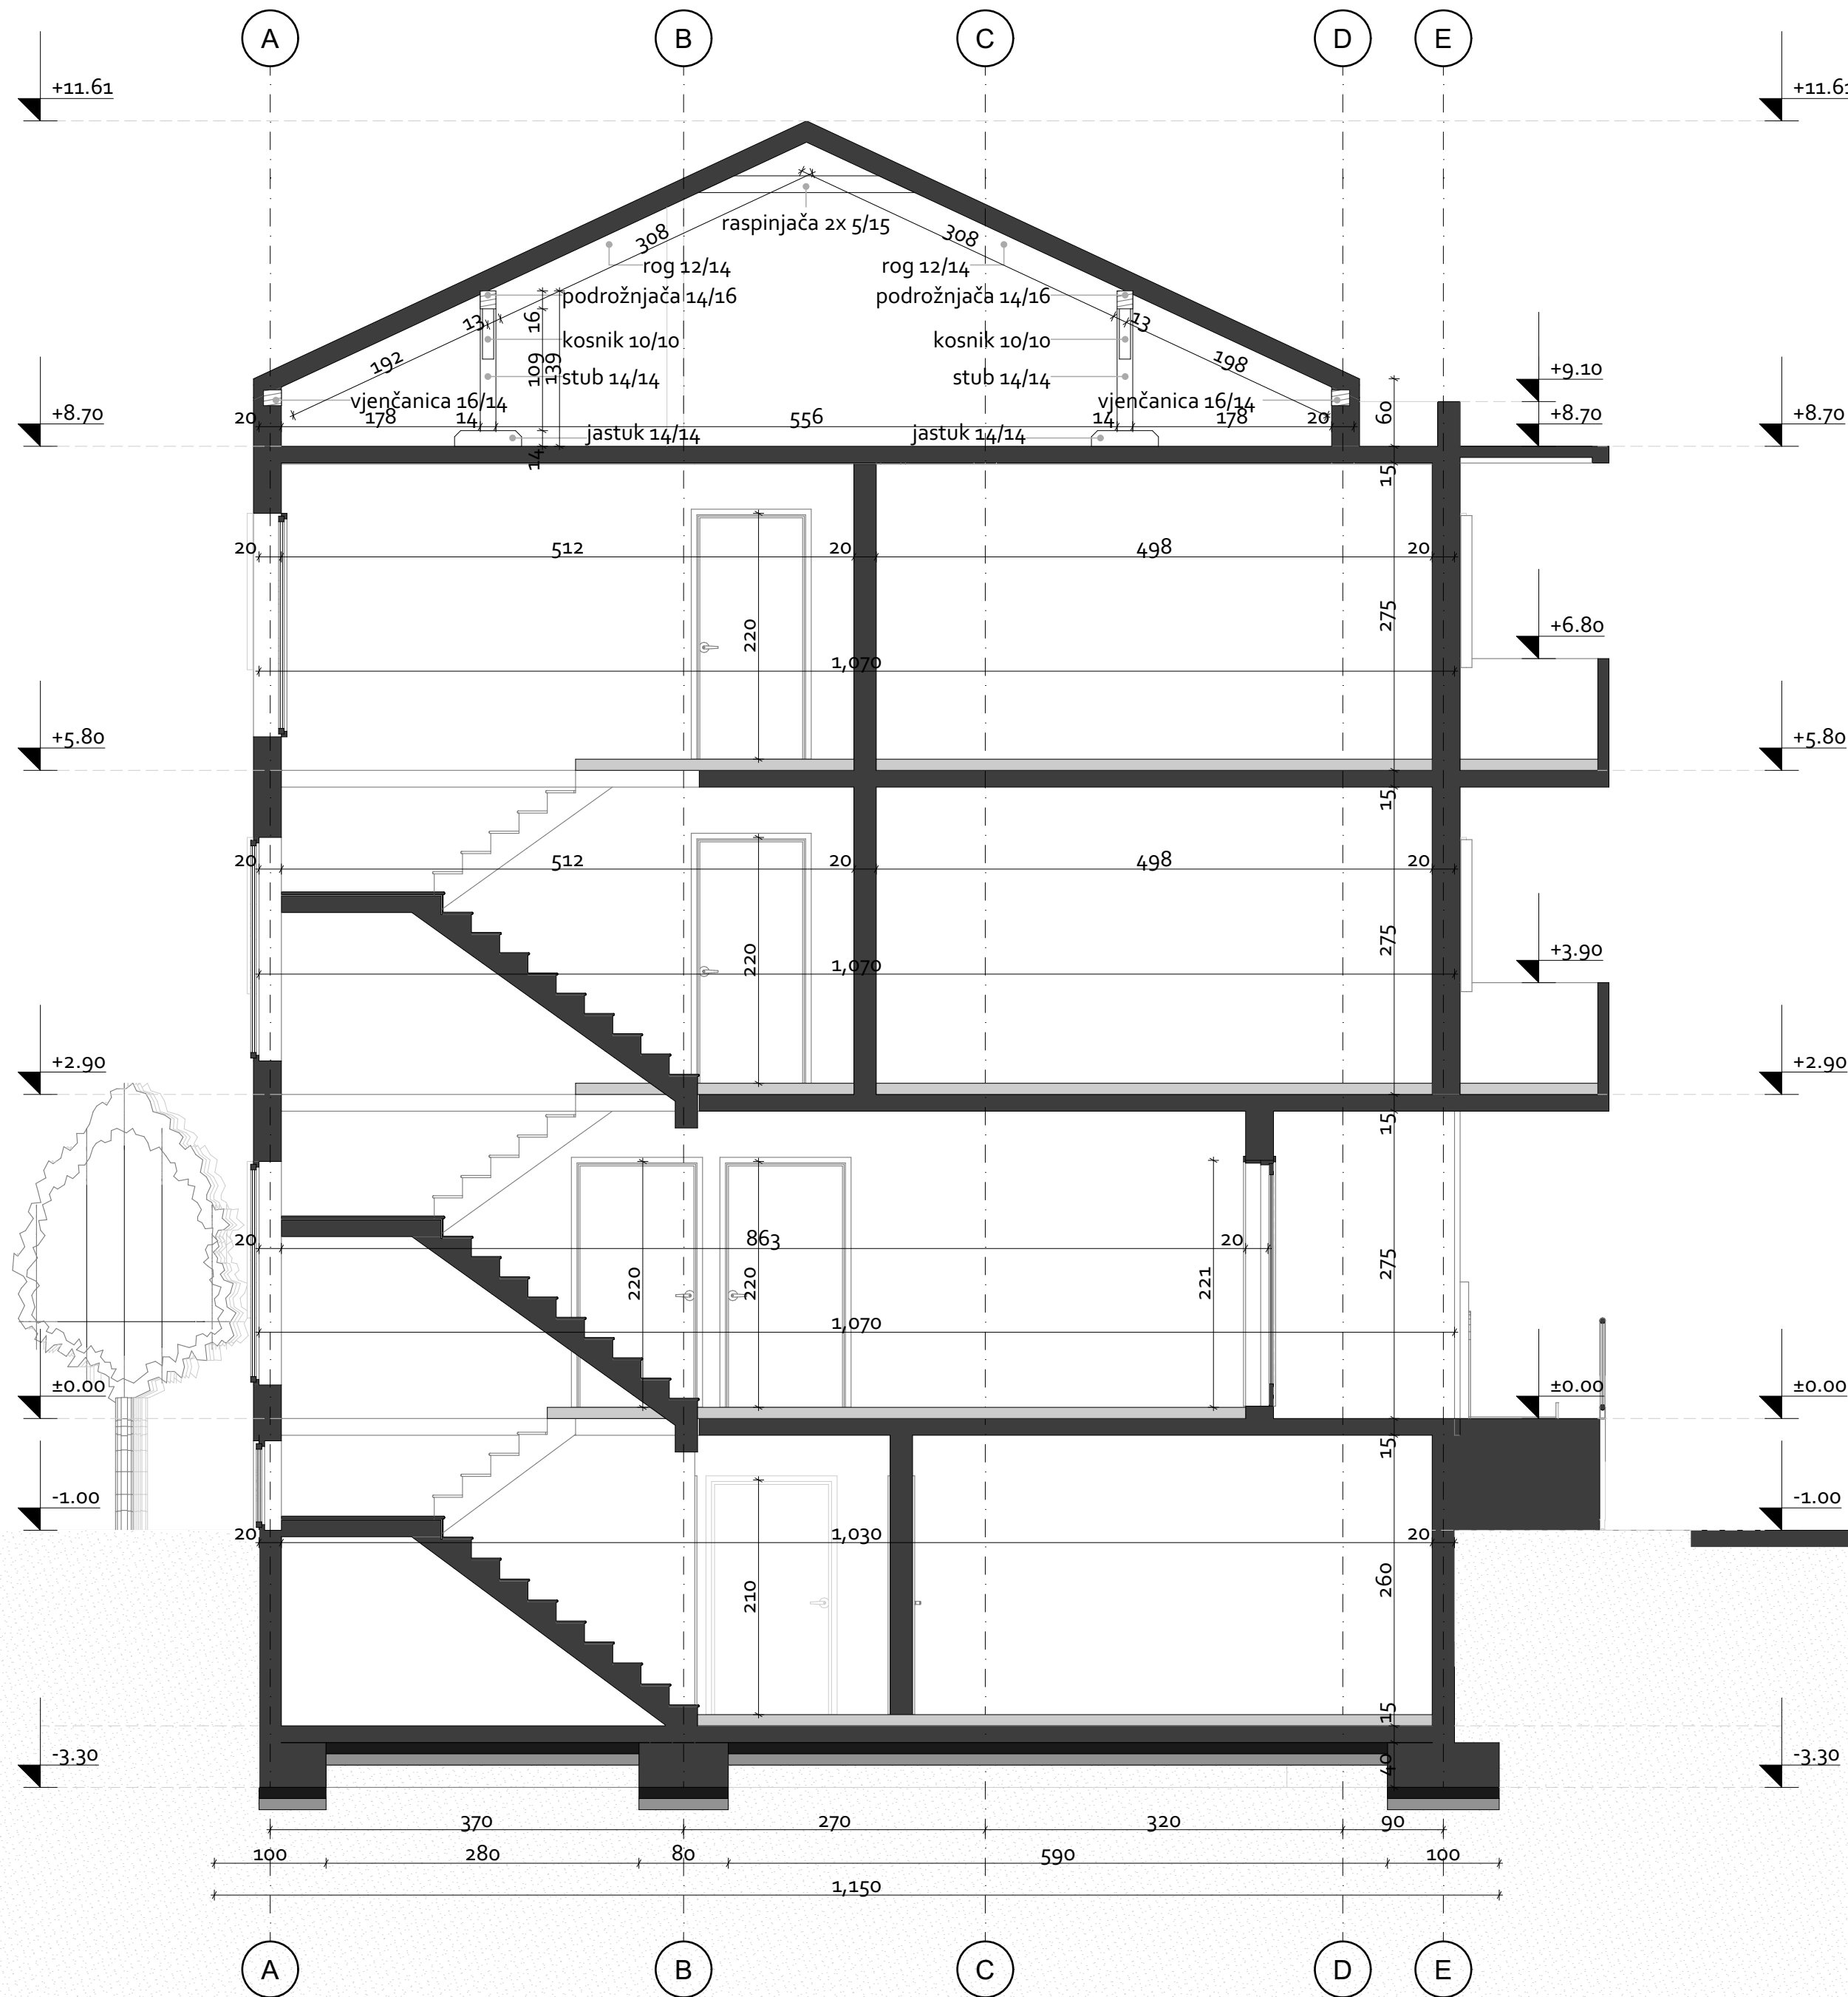 A B C D E
+11.61 +11.61
raspinjača 2x 5/15
308 308
rog 12/14 rog 12/14
podrožnjača 14/16 podrožnjača 14/16
13 16 13
kosnik 10/10 kosnik 10/10
192 109 139 198
stub 14/14 stub 14/14
+9.10
vjenčanica 16/14 vjenčanica 16/14
60
+8.70 +8.70 +8.70
20 178 14 556 14 178 20
jastuk 14/14 jastuk 14/14
14 15
20 512 20 498 20
220 275 +6.80
1,070
+5.80 +5.80
15
20 512 20 498 20
220 275 +3.90
1,070
+2.90 +2.90
15
20 863 20
220 220 221 275
1,070
±0.00 ±0.00 ±0.00
15
-1.00 -1.00
20 1,030 20
210 260
15
-3.30 40 -3.30
370 270 320 90
100 280 80 590 100
1,150
A B C D E